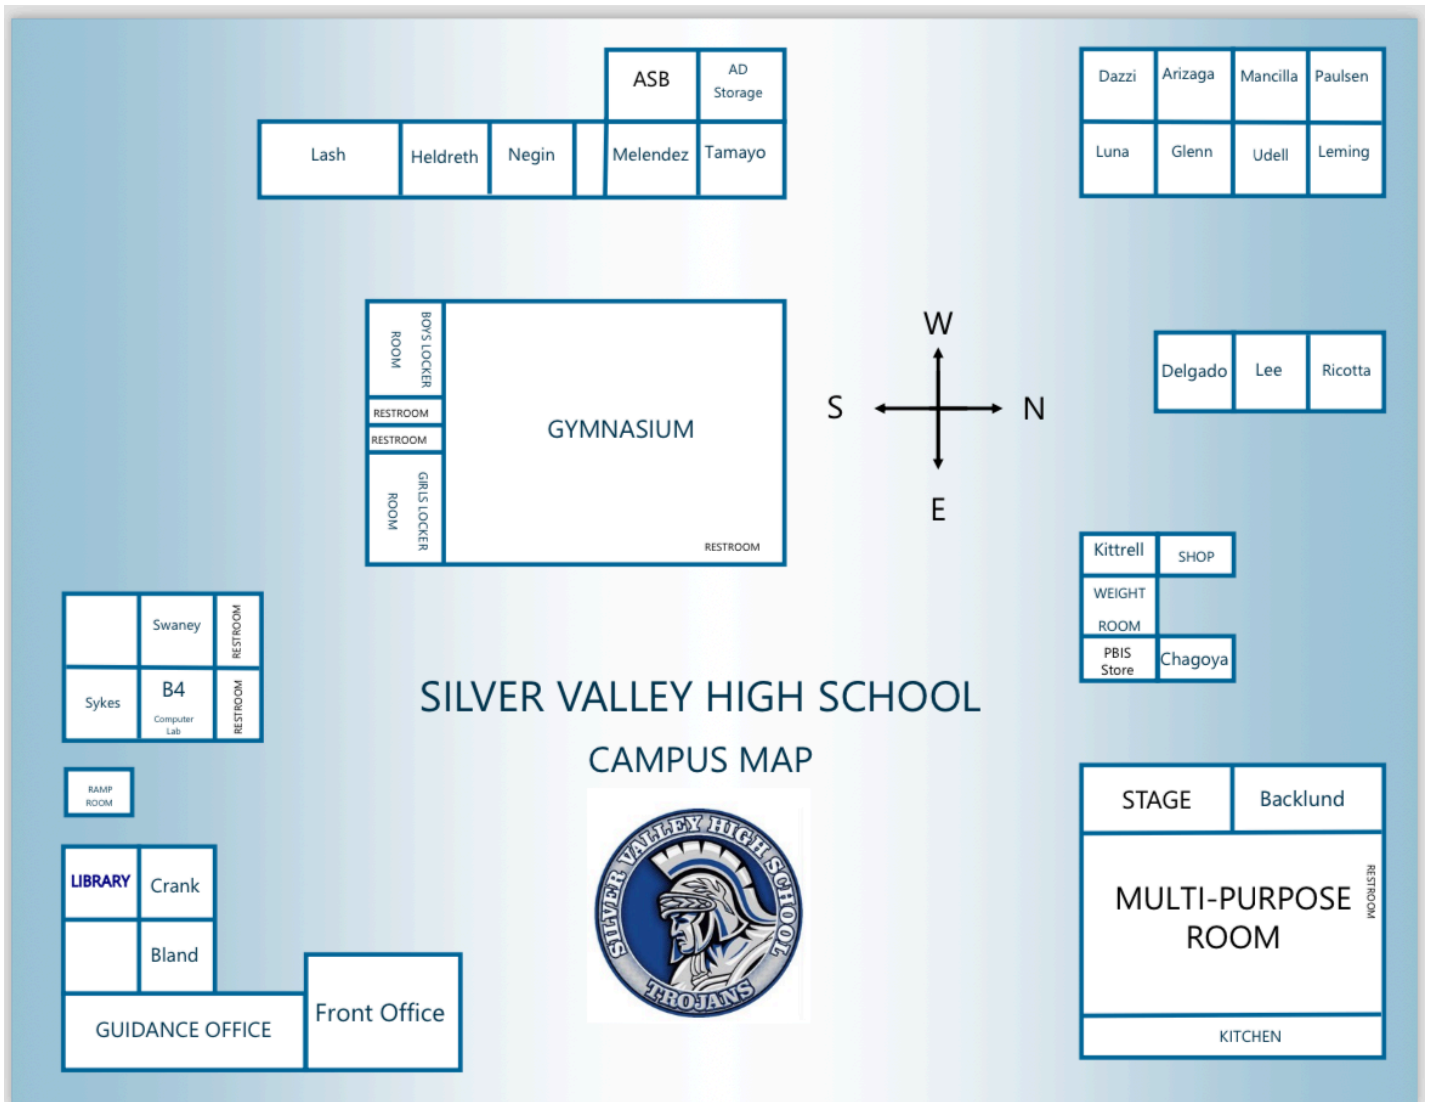 ASB
AD
Storage
Lash
Heldreth
Negin
Melendez
Tamayo
Dazzi
Arizaga
Mancilla
Paulsen
Luna
Glenn
Udell
Leming
BOYS LOCKER
ROOM
RESTROOM
RESTROOM
GIRLS LOCKER
ROOM
GYMNASIUM
RESTROOM
W
S
N
E
Delgado
Lee
Ricotta
Kittrell
SHOP
WEIGHT
ROOM
PBIS
Store
Chagoya
Swaney
RESTROOM
Sykes
B4
Computer
Lab
RESTROOM
RAMP
ROOM
LIBRARY
Crank
Bland
GUIDANCE OFFICE
Front Office
SILVER VALLEY HIGH SCHOOL
CAMPUS MAP
SILVER VALLEY HIGH SCHOOL
TROJANS
STAGE
Backlund
MULTI-PURPOSE
ROOM
RESTROOM
KITCHEN